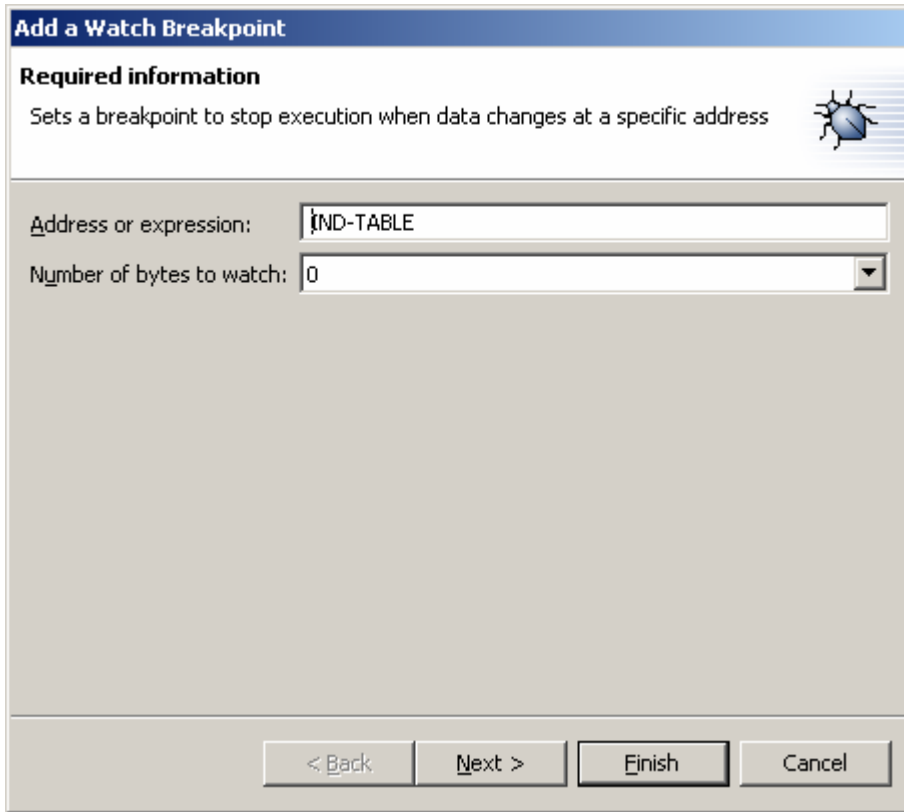 Add a Watch Breakpoint
Required information
Sets a breakpoint to stop execution when data changes at a specific address
Address or expression: IND-TABLE
Number of bytes to watch: 0
< Back Next > Finish Cancel